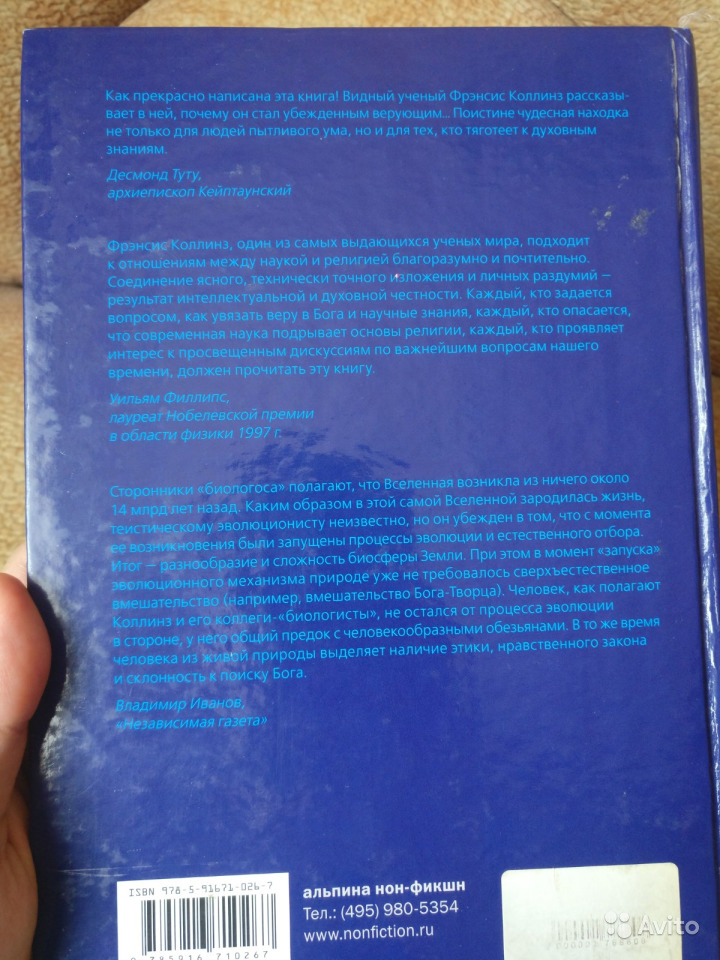 Как прекрасно написана эта книга! Видный ученый Фрэнсис Коллинз рассказы-
вает в ней, почему он стал убежденным верующим... Поистине чудесная находка
не только для людей пытливого ума, но и для тех, кто тяготеет к духовным
знаниям.
Десмонд Туту,
архиепископ Кейптаунский
Фрэнсис Коллинз, один из самых выдающихся ученых мира, подходит
к отношениям между наукой и религией благоразумно и почтительно.
Соединение ясного, технически точного изложения и личных раздумий —
результат интеллектуальной и духовной честности. Каждый, кто задается
вопросом, как увязать веру в Бога и научные знания, каждый, кто опасается,
что современная наука подрывает основы религии, каждый, кто проявляет
интерес к просвещенным дискуссиям по важнейшим вопросам нашего
времени, должен прочитать эту книгу.
Уильям Филлипс,
лауреат Нобелевской премии
в области физики 1997 г.
Сторонники «биологоса» полагают, что Вселенная возникла из ничего около
14 млрд лет назад. Каким образом в этой самой Вселенной зародилась жизнь,
теистическому эволюционисту неизвестно, но он убежден в том, что с момента
ее возникновения были запущены процессы эволюции и естественного отбора.
Итог — разнообразие и сложность биосферы Земли. При этом в момент «запуска»
эволюционного механизма природе уже не требовалось сверхъестественное
вмешательство (например, вмешательство Бога-Творца). Человек, как полагают
Коллинз и его коллеги-«биологисты», не остался от процесса эволюции
в стороне, у него общий предок с человекообразными обезьянами. В то же время
человека из живой природы выделяет наличие этики, нравственного закона
и склонность к поиску Бога.
Владимир Иванов,
«Независимая газета»
ISBN 978-5-91671-026-7
9 785916 710267
альпина нон-фикшн
Тел.: (495) 980-5354
www.nonfiction.ru
Avito